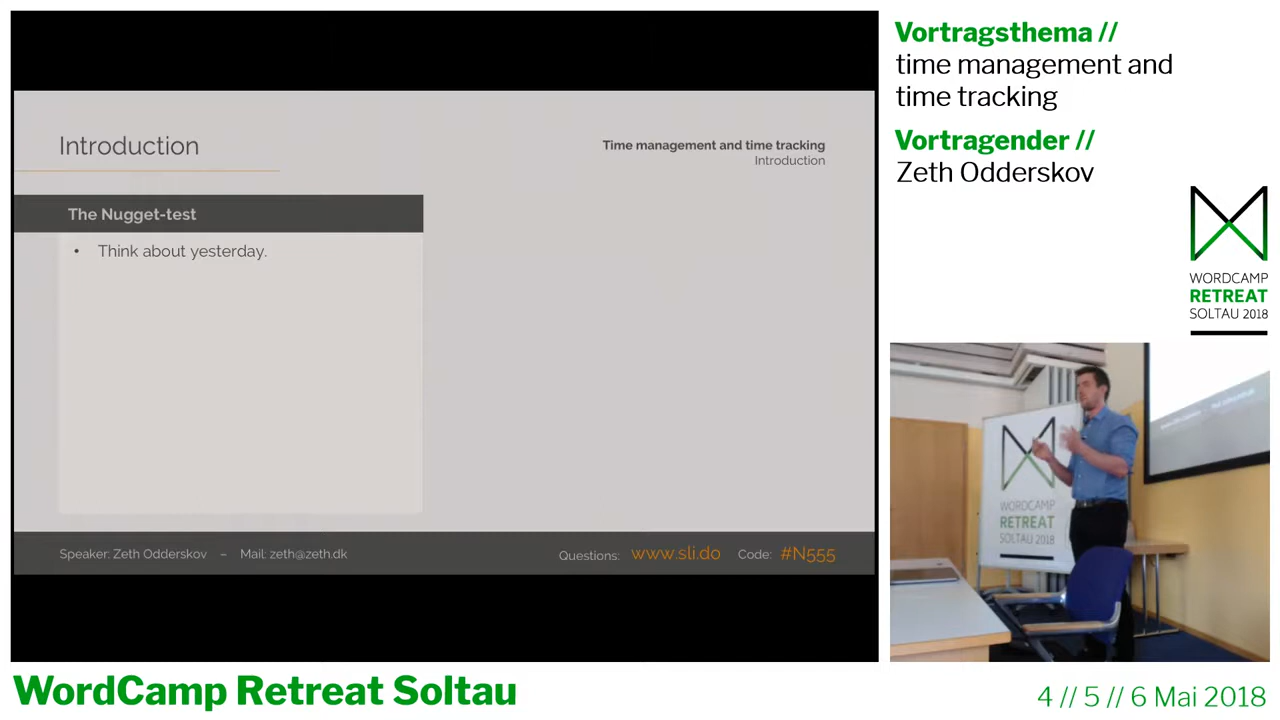 Introduction
Time management and time tracking
Introduction
The Nugget-test
• Think about yesterday.
Speaker: Zeth Odderskov – Mail: zeth@zeth.dk
Questions: www.sli.do Code: #N555
Vortragsthema //
time management and
time tracking
Vortragender //
Zeth Odderskov
WORDCAMP
RETREAT
SOLTAU 2018
WORDCAMP
RETREAT
SOLTAU 2018
WordCamp Retreat Soltau
4 // 5 // 6 Mai 2018